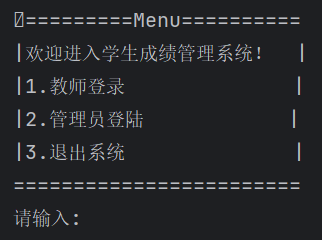 =========Menu==========
|欢迎进入学生成绩管理系统!   |
|1.教师登录              |
|2.管理员登陆            |
|3.退出系统              |
========================
请输入: